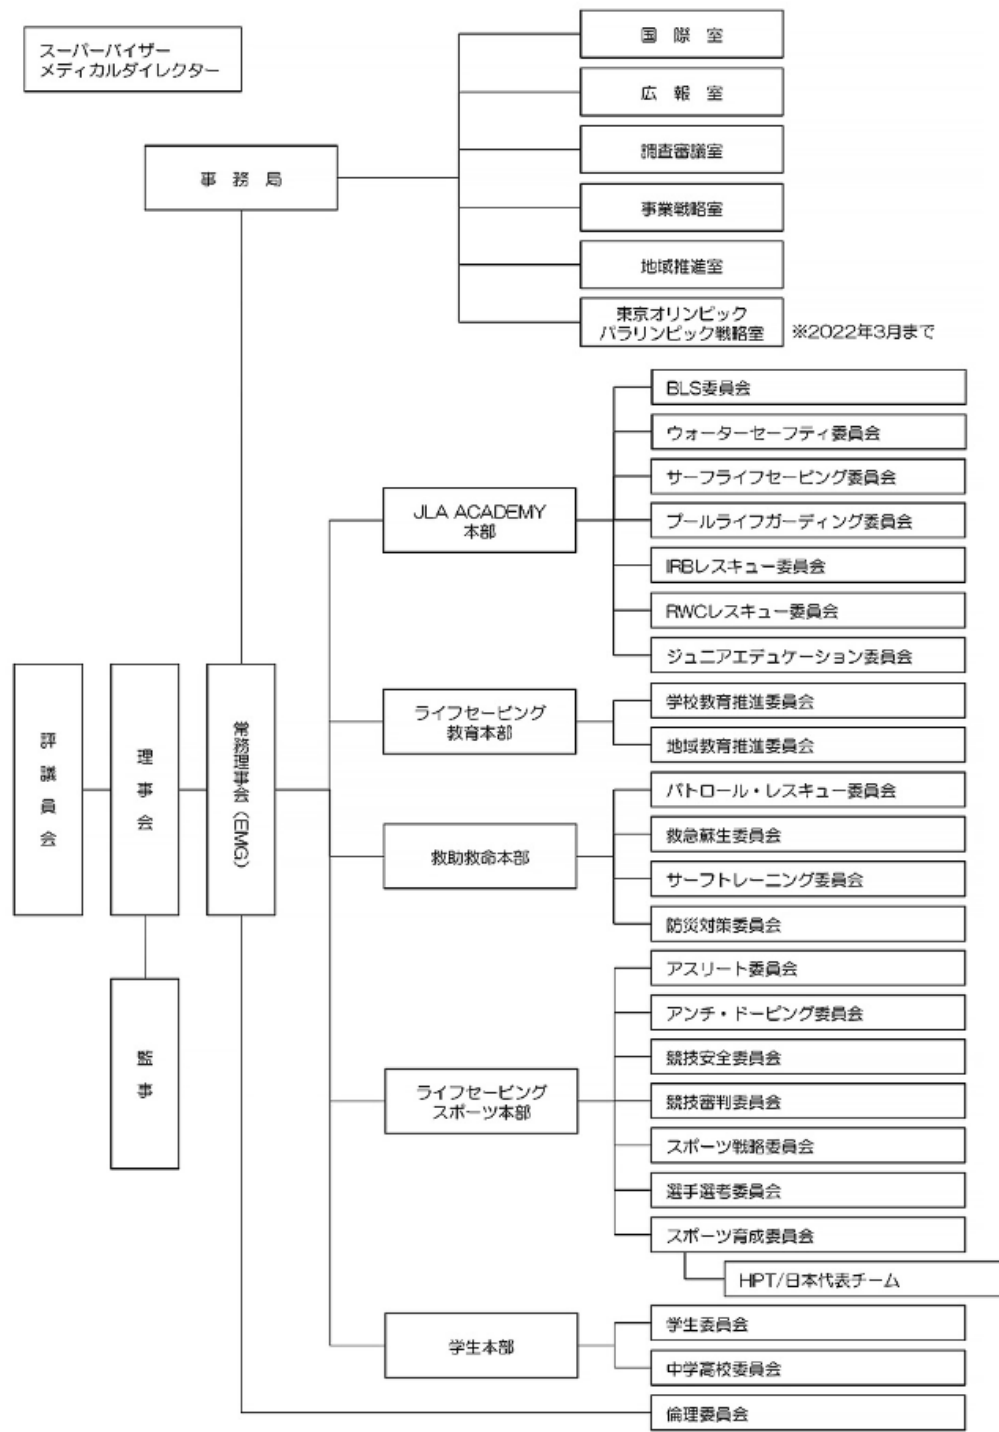 スーパーバイザー
メディカルダイレクター
事務局
国際室
広報室
調査審議室
事業戦略室
地域推進室
東京オリンピック
パラリンピック戦略室
※2022年3月まで
評議員会
理事会
監事
常務理事会（EMG）
JLA ACADEMY
本部
BLS委員会
ウォーターセーフティ委員会
サーフライフセービング委員会
プールライフガーディング委員会
IRBレスキュー委員会
RWCレスキュー委員会
ジュニアエデュケーション委員会
ライフセービング
教育本部
学校教育推進委員会
地域教育推進委員会
救助救命本部
パトロール・レスキュー委員会
救急蘇生委員会
サーフトレーニング委員会
防災対策委員会
ライフセービング
スポーツ本部
アスリート委員会
アンチ・ドーピング委員会
競技安全委員会
競技審判委員会
スポーツ戦略委員会
選手選考委員会
スポーツ育成委員会
HPT/日本代表チーム
学生本部
学生委員会
中学高校委員会
倫理委員会